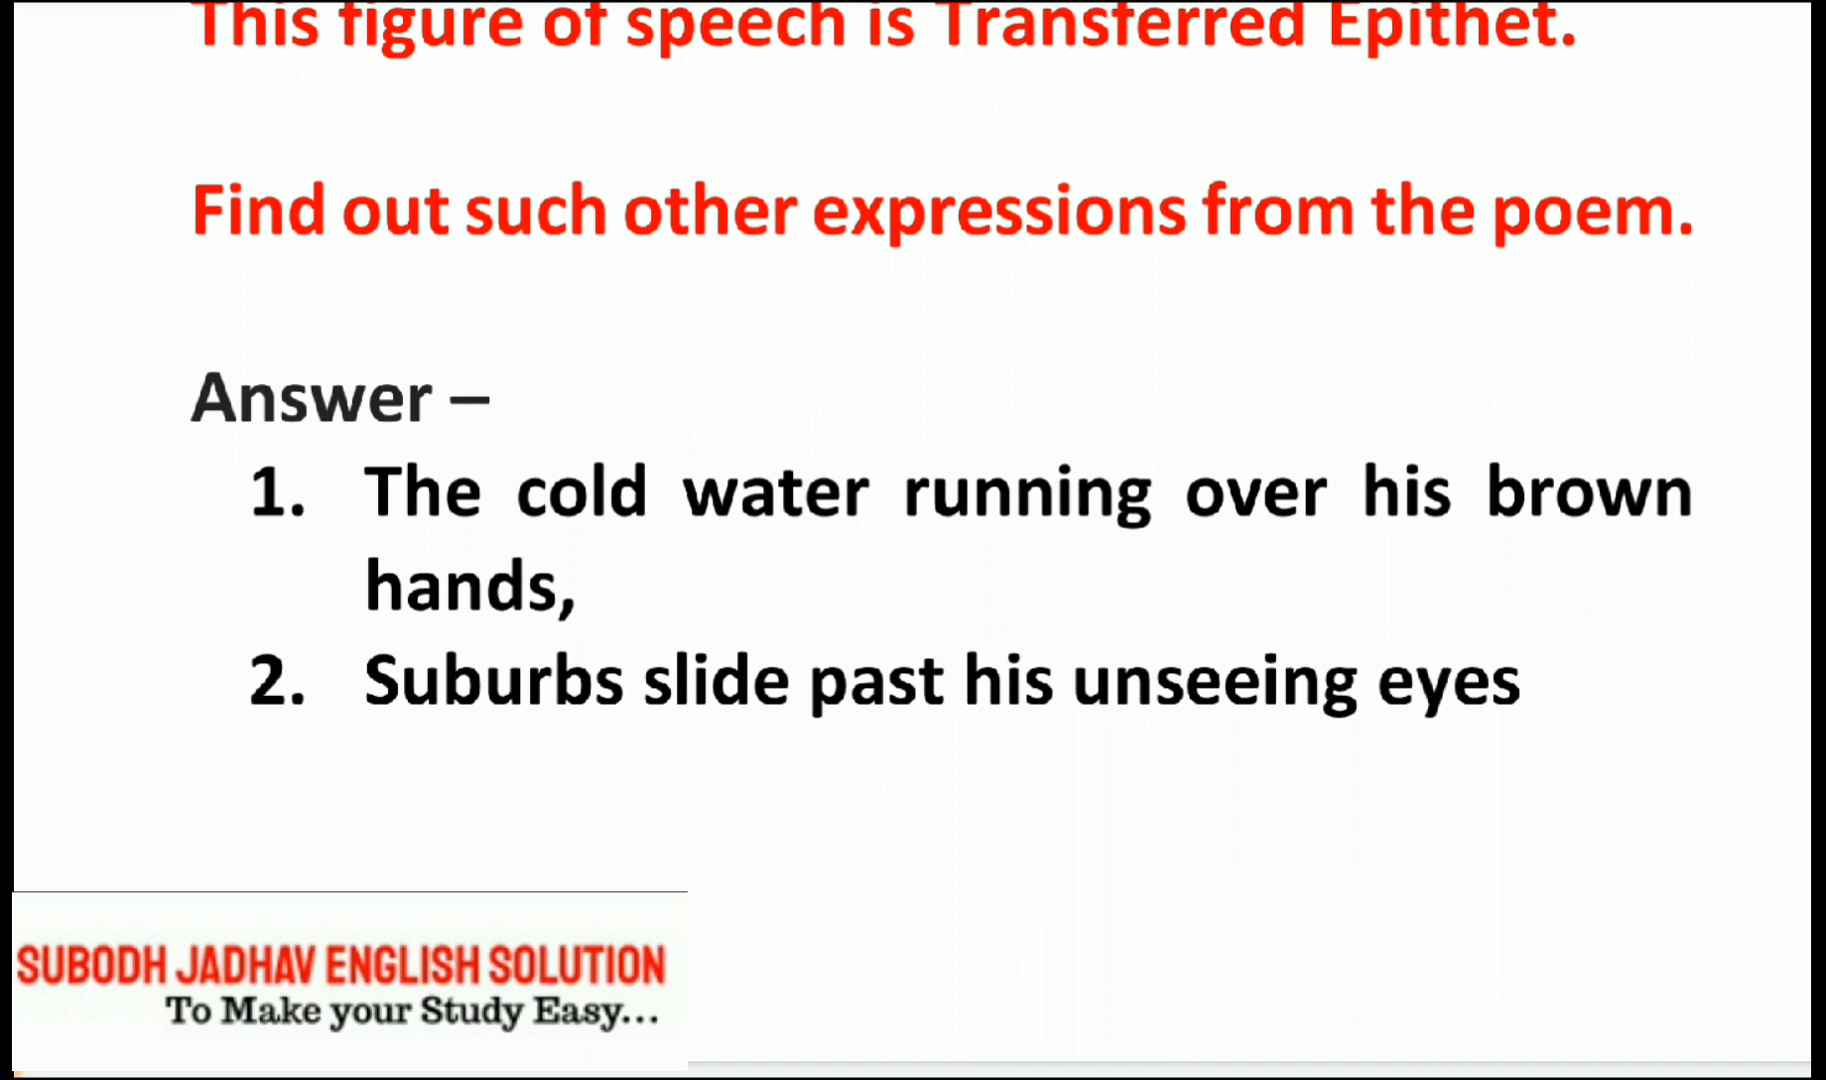 This figure of speech is Transferred Epithet.
Find out such other expressions from the poem.
Answer –
1. The cold water running over his brown
hands,
2. Suburbs slide past his unseeing eyes
SUBODH JADHAV ENGLISH SOLUTION
To Make your Study Easy...